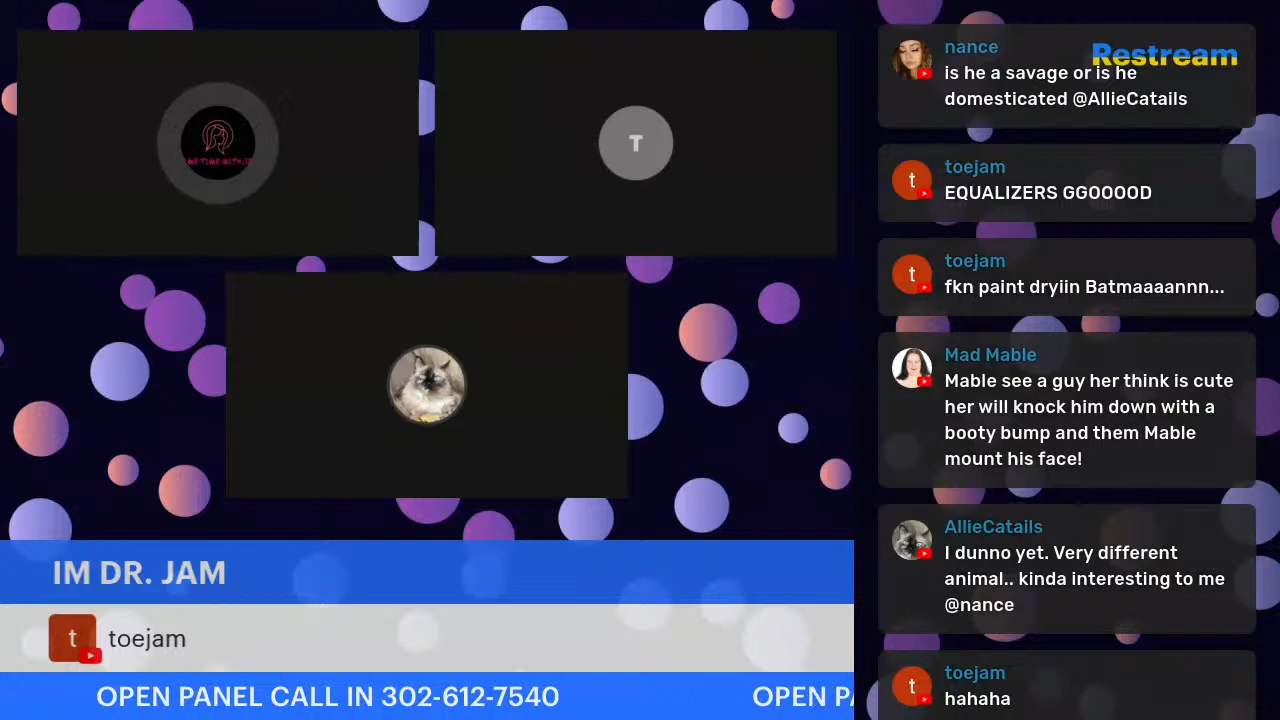 T
IM DR. JAM
t
toejam
OPEN PANEL CALL IN 302-612-7540
OPEN PA
Restream
nance
is he a savage or is he
domesticated @AllieCatails
t
toejam
EQUALIZERS GGOOOOD
t
toejam
fkn paint dryiin Batmaaaannn...
Mad Mable
Mable see a guy her think is cute
her will knock him down with a
booty bump and them Mable
mount his face!
AllieCatails
I dunno yet. Very different
animal.. kinda interesting to me
@nance
t
toejam
hahaha